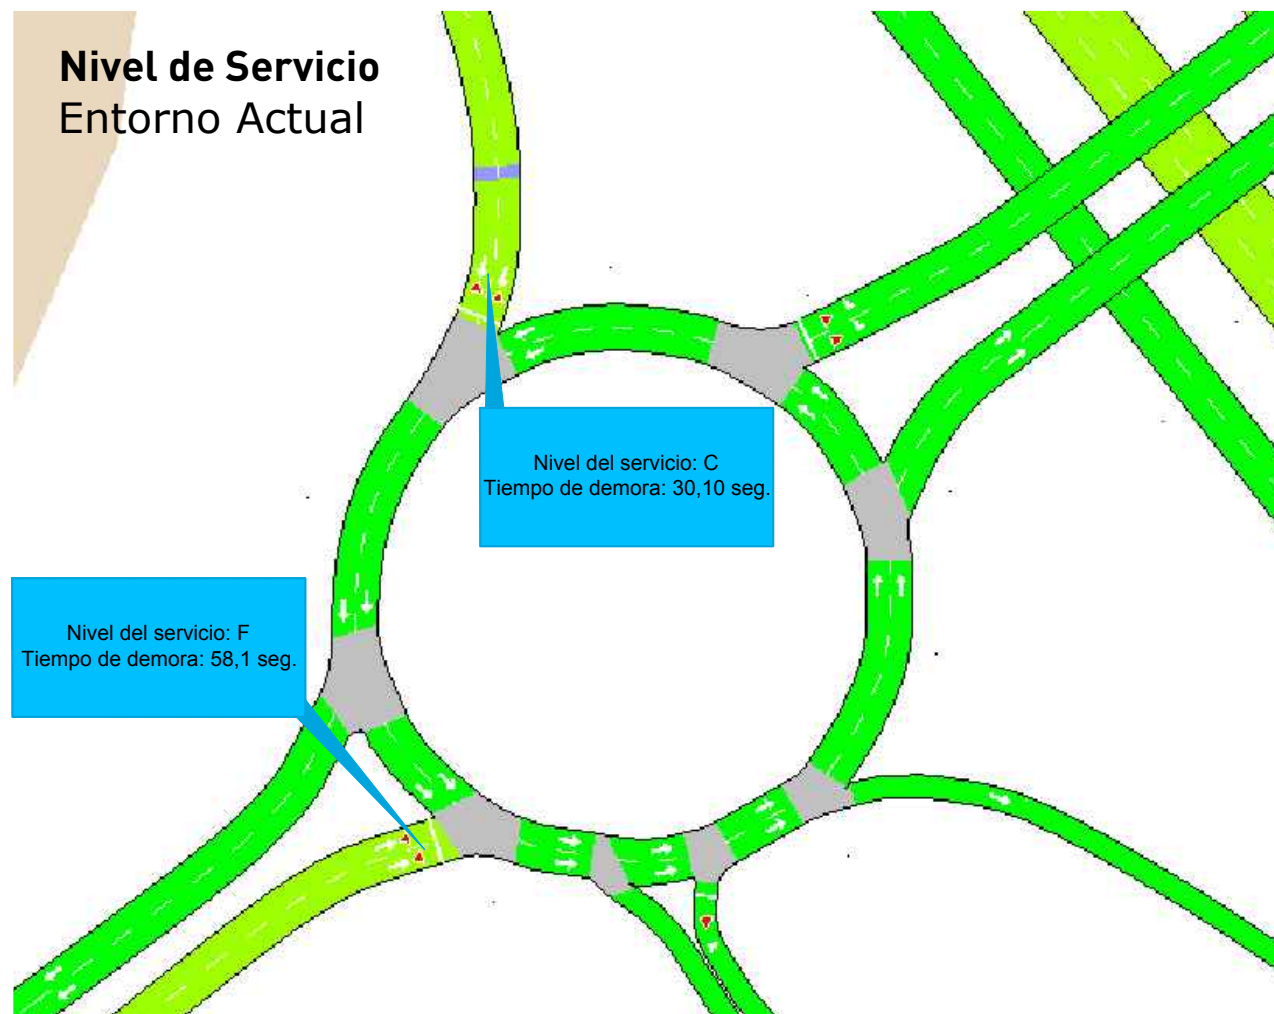 Nivel de Servicio
Entorno Actual
Nivel del servicio: C
Tiempo de demora: 30,10 seg.
Nivel del servicio: F
Tiempo de demora: 58,1 seg.